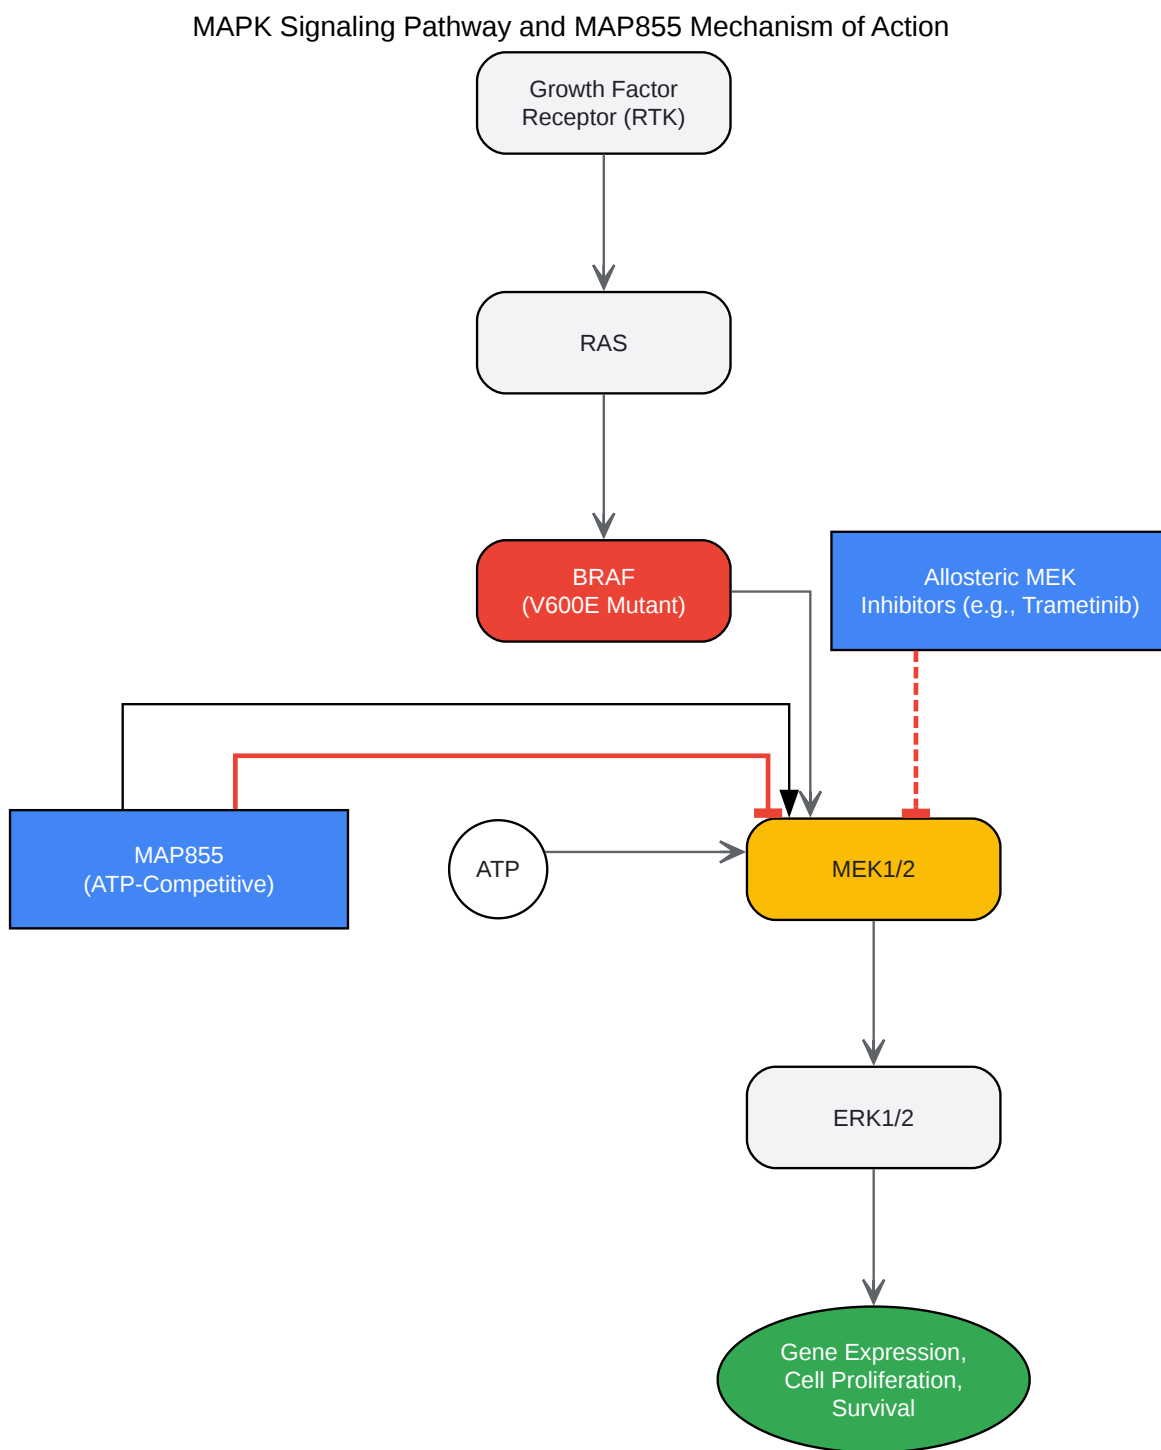 MAPK Signaling Pathway and MAP855 Mechanism of Action
Growth Factor
Receptor (RTK)
RAS
BRAF
(V600E Mutant)
Allosteric MEK
Inhibitors (e.g., Trametinib)
MAP855
(ATP-Competitive)
ATP
MEK1/2
ERK1/2
Gene Expression,
Cell Proliferation,
Survival